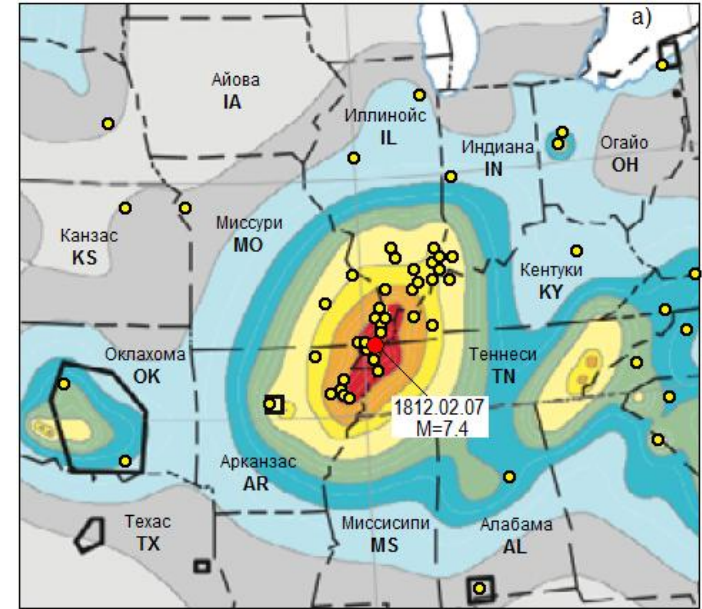 а)
Айова
IA
Иллинойс
IL
Индиана
IN
Огайо
OH
Миссури
MO
Канзас
KS
Кентуки
KY
Оклахома
OK
Теннеси
TN
1812.02.07
M=7.4
Арканзас
AR
Техас
TX
Миссисипи
MS
Алабама
AL